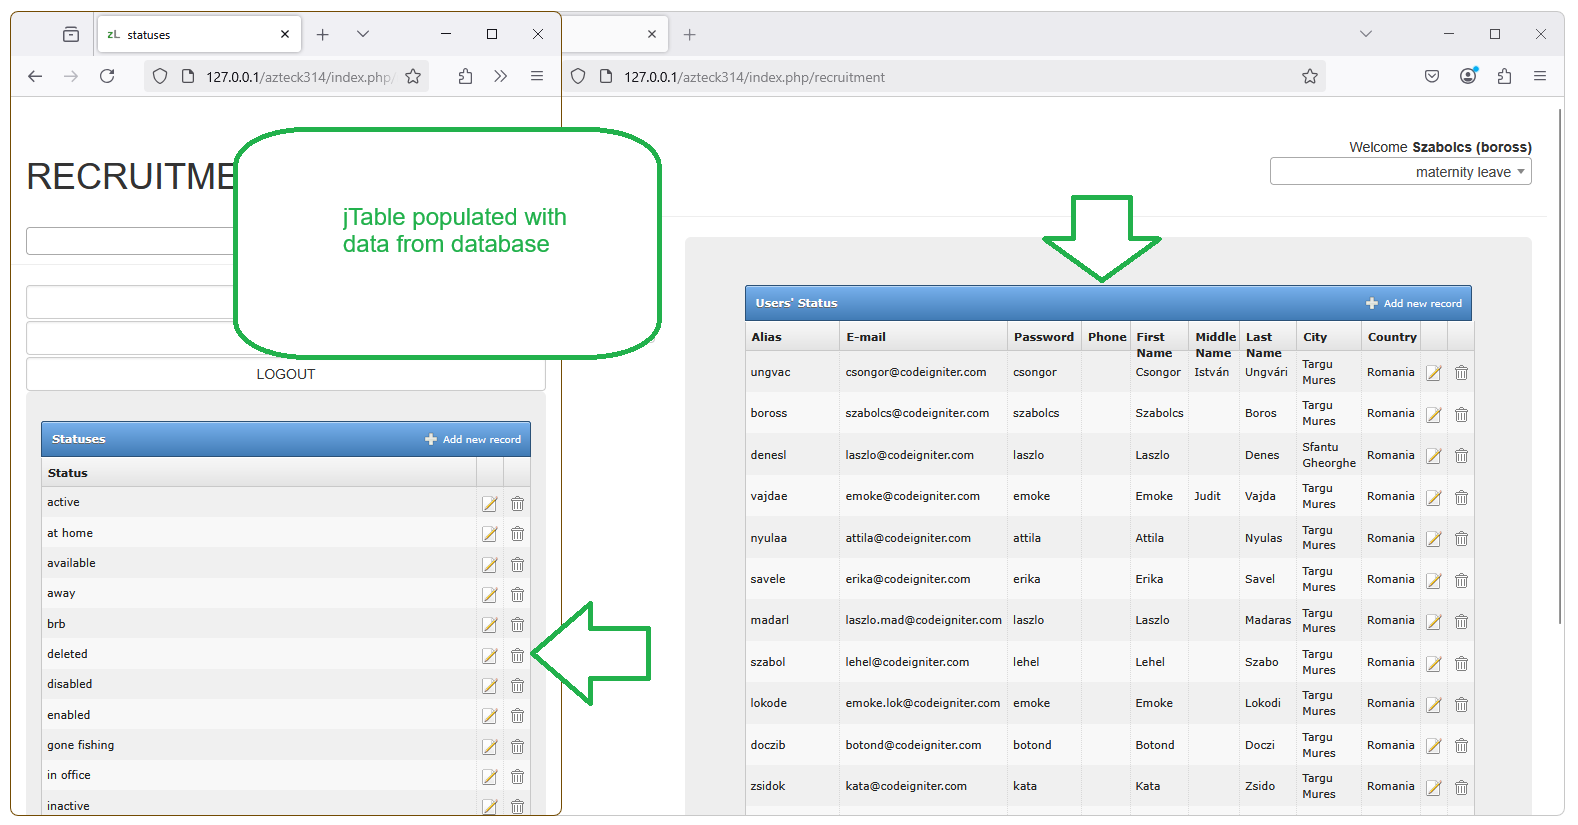 zL statuses
127.0.0.1/azteck314/index.php/
127.0.0.1/azteck314/index.php/recruitment
RECRUITME
jTable populated with
data from database
Welcome Szabolcs (boross)
maternity leave
LOGOUT
Statuses
Add new record
Status
active
at home
available
away
brb
deleted
disabled
enabled
gone fishing
in office
inactive
Users' Status
Add new record
Alias E-mail Password Phone First Name Middle Name Last Name City Country
ungvac csongor@codeigniter.com csongor Csongor István Ungvári Targu Mures Romania
boross szabolcs@codeigniter.com szabolcs Szabolcs Boros Targu Mures Romania
denesl laszlo@codeigniter.com laszlo Laszlo Denes Sfantu Gheorghe Romania
vajdae emoke@codeigniter.com emoke Emoke Judit Vajda Targu Mures Romania
nyulaa attila@codeigniter.com attila Attila Nyulas Targu Mures Romania
savele erika@codeigniter.com erika Erika Savel Targu Mures Romania
madarl laszlo.mad@codeigniter.com laszlo Laszlo Madaras Targu Mures Romania
szabol lehel@codeigniter.com lehel Lehel Szabo Targu Mures Romania
lokode emoke.lok@codeigniter.com emoke Emoke Lokodi Targu Mures Romania
doczib botond@codeigniter.com botond Botond Doczi Targu Mures Romania
zsidok kata@codeigniter.com kata Kata Zsido Targu Mures Romania